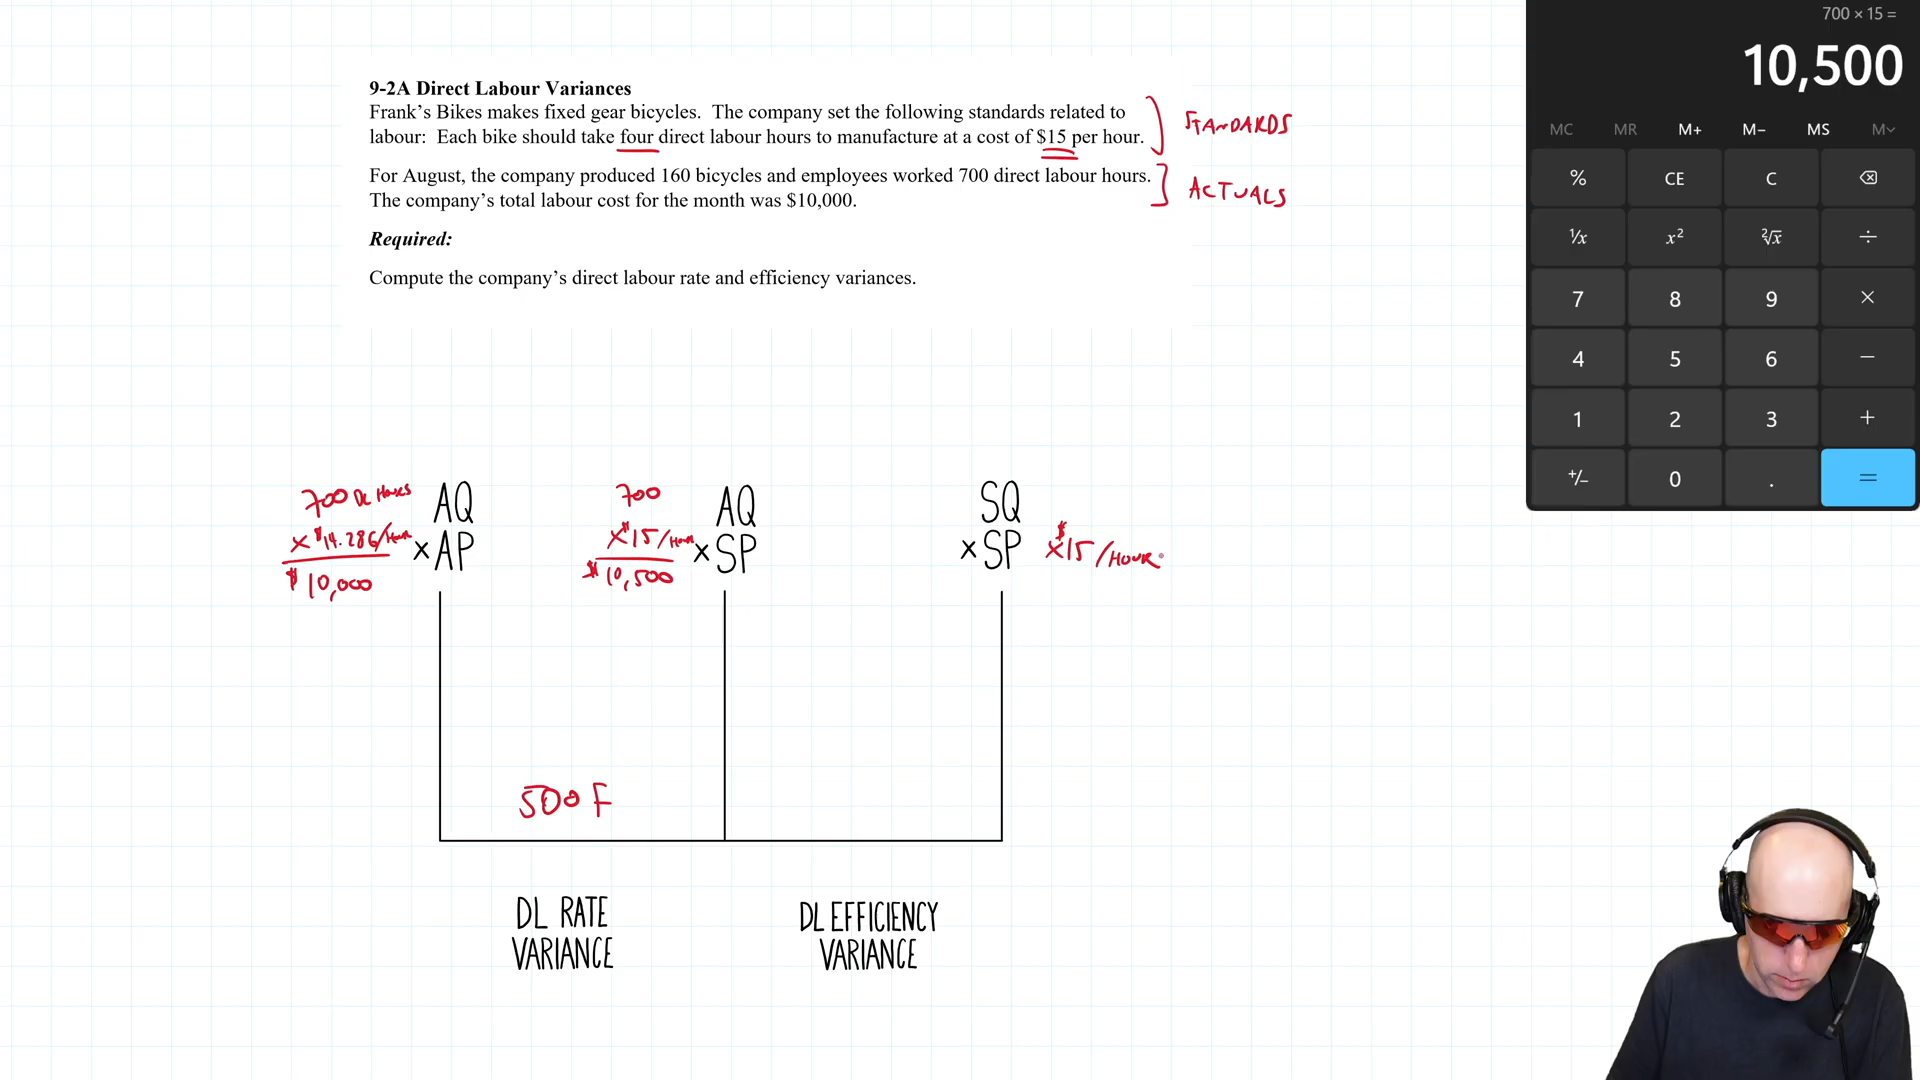 9-2A Direct Labour Variances
Frank's Bikes makes fixed gear bicycles. The company set the following standards related to
labour: Each bike should take four direct labour hours to manufacture at a cost of $15 per hour.
STANDARDS
For August, the company produced 160 bicycles and employees worked 700 direct labour hours.
The company's total labour cost for the month was $10,000.
ACTUALS
Required:
Compute the company's direct labour rate and efficiency variances.
700 × 15 =
10,500
MC MR M+ M− MS M˅
% CE C ⌫
¹/x x² ²√x ÷
7 8 9 ×
4 5 6 −
1 2 3 +
+/− 0 . =
700 DL HOURS AQ
× $14.286/HOUR × AP
$10,000
700 AQ
× $15/HOUR × SP
$10,500
SQ
× SP × $15/HOUR
500 F
DL RATE
VARIANCE
DL EFFICIENCY
VARIANCE